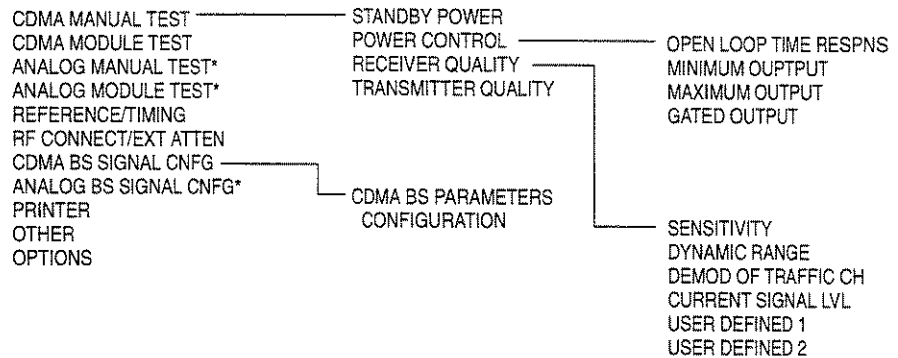 CDMA MANUAL TEST
CDMA MODULE TEST
ANALOG MANUAL TEST*
ANALOG MODULE TEST*
REFERENCE/TIMING
RF CONNECT/EXT ATTEN
CDMA BS SIGNAL CNFG
ANALOG BS SIGNAL CNFG*
PRINTER
OTHER
OPTIONS
STANDBY POWER
POWER CONTROL
RECEIVER QUALITY
TRANSMITTER QUALITY
CDMA BS PARAMETERS
CONFIGURATION
OPEN LOOP TIME RESPNS
MINIMUM OUPTPUT
MAXIMUM OUTPUT
GATED OUTPUT
SENSITIVITY
DYNAMIC RANGE
DEMOD OF TRAFFIC CH
CURRENT SIGNAL LVL
USER DEFINED 1
USER DEFINED 2